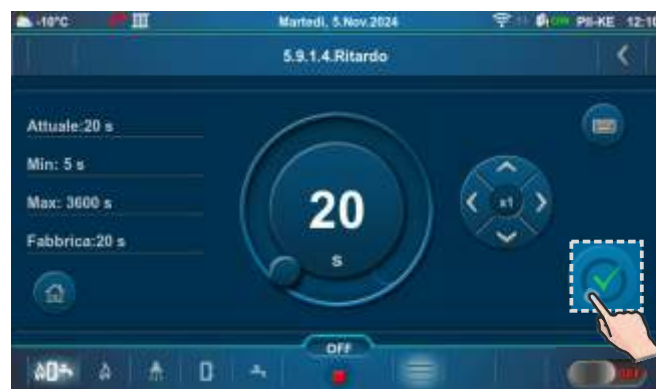 -10°C Martedì, 5.Nov.2024 PII-KE 12:10
5.9.1.4.Ritardo
Attuale:20 s
Min: 5 s
Max: 3600 s
Fabbrica:20 s
20
s
x1
OFF
OFF